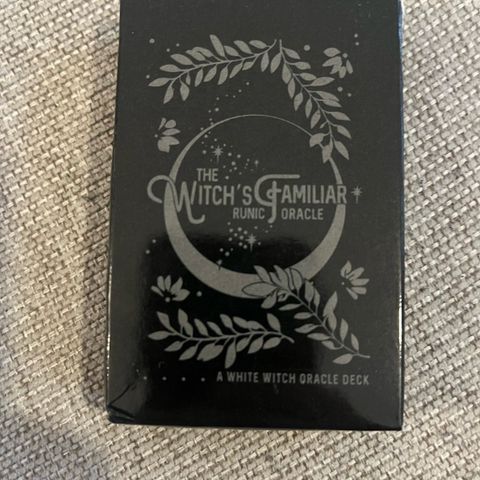 THE
WITCH'S FAMILIAR
RUNIC ORACLE
A WHITE WITCH ORACLE DECK